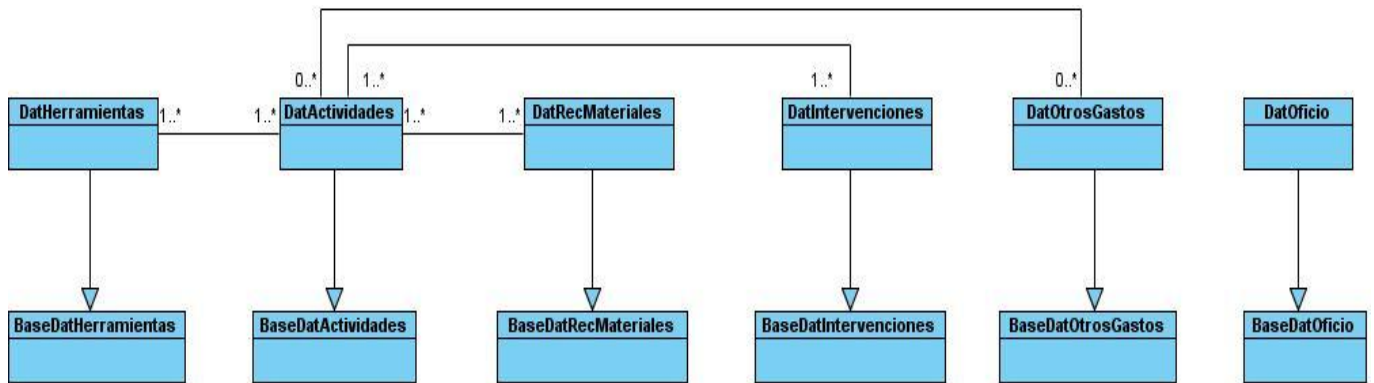 0..* 1..* 1..* 0..*
DatHerramientas 1..* 1..* DatActividades 1..* 1..* DatRecMateriales DatIntervenciones DatOtrosGastos DatOficio
BaseDatHerramientas BaseDatActividades BaseDatRecMateriales BaseDatIntervenciones BaseDatOtrosGastos BaseDatOficio